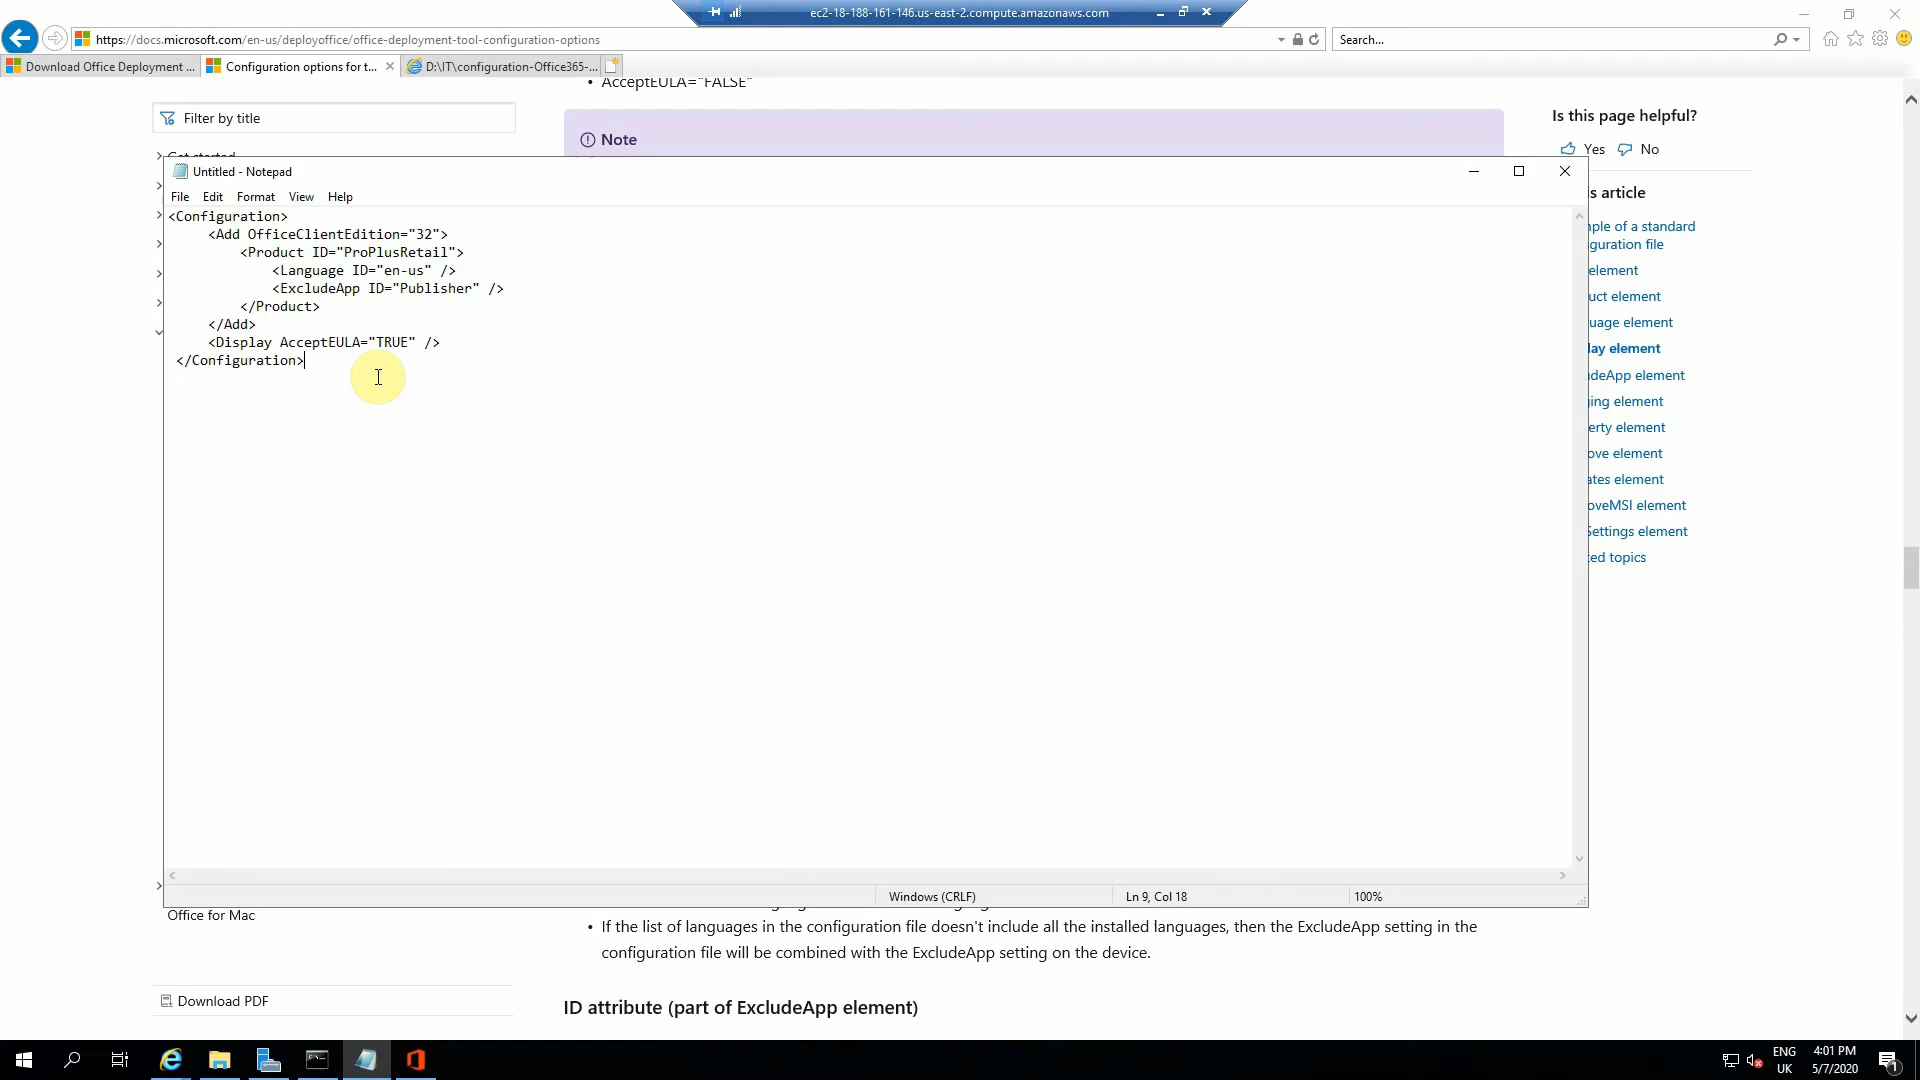 ec2-18-188-161-146.us-east-2.compute.amazonaws.com
https://docs.microsoft.com/en-us/deployoffice/office-deployment-tool-configuration-options
Search...
Download Office Deployment ...
Configuration options for t...
D:\IT\configuration-Office365-...
• AcceptEULA="FALSE"
Filter by title
Note
Is this page helpful?
Yes No
Get started
Untitled - Notepad
File Edit Format View Help
<Configuration>
<Add OfficeClientEdition="32">
<Product ID="ProPlusRetail">
<Language ID="en-us" />
<ExcludeApp ID="Publisher" />
</Product>
</Add>
<Display AcceptEULA="TRUE" />
</Configuration>
s article
ple of a standard
guration file
element
uct element
uage element
lay element
udeApp element
ging element
erty element
ove element
ates element
oveMSI element
Settings element
ted topics
Windows (CRLF)
Ln 9, Col 18
100%
Office for Mac
• If the list of languages in the configuration file doesn't include all the installed languages, then the ExcludeApp setting in the
configuration file will be combined with the ExcludeApp setting on the device.
Download PDF
ID attribute (part of ExcludeApp element)
ENG
UK
4:01 PM
5/7/2020
1